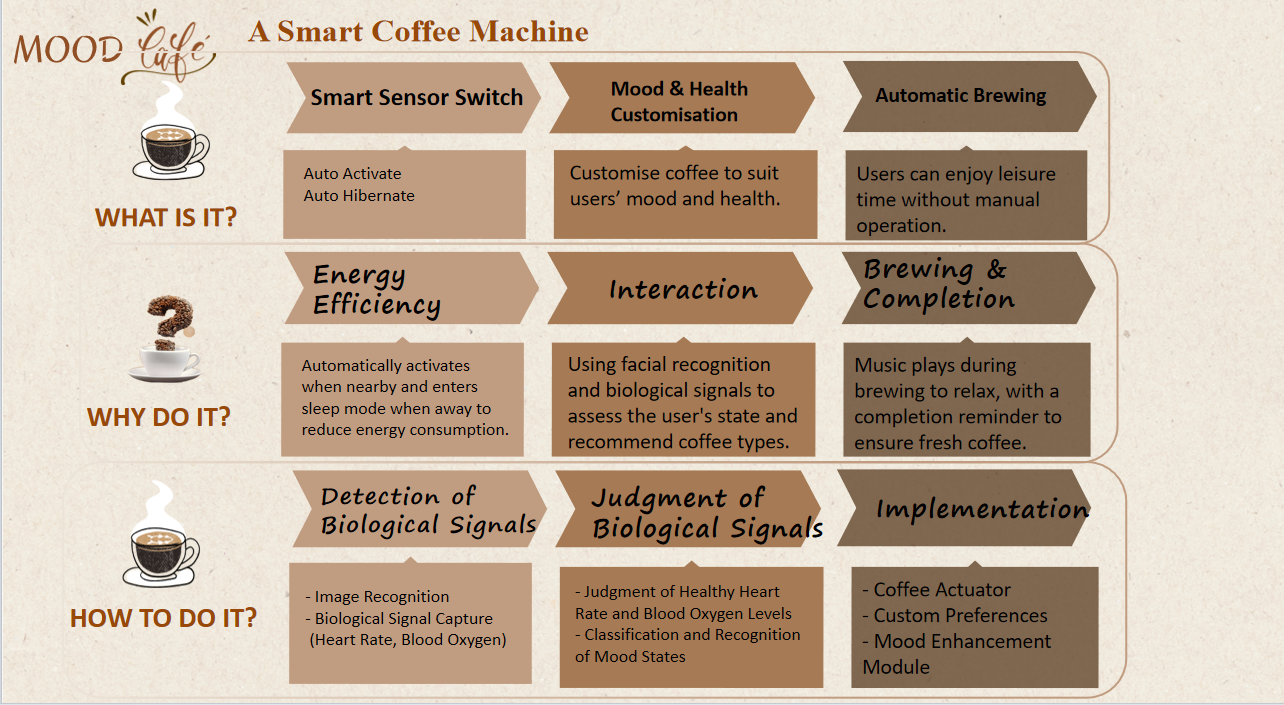 MOOD Café
A Smart Coffee Machine
Smart Sensor Switch
Mood & Health
Customisation
Automatic Brewing
Auto Activate
Auto Hibernate
Customise coffee to suit
users’ mood and health.
Users can enjoy leisure
time without manual
operation.
WHAT IS IT?
Energy
Efficiency
Interaction
Brewing &
Completion
Automatically activates
when nearby and enters
sleep mode when away to
reduce energy consumption.
Using facial recognition
and biological signals to
assess the user's state and
recommend coffee types.
Music plays during
brewing to relax, with a
completion reminder to
ensure fresh coffee.
WHY DO IT?
Detection of
Biological Signals
Judgment of
Biological Signals
Implementation
- Image Recognition
- Biological Signal Capture
(Heart Rate, Blood Oxygen)
- Judgment of Healthy Heart
Rate and Blood Oxygen Levels
- Classification and Recognition
of Mood States
- Coffee Actuator
- Custom Preferences
- Mood Enhancement
Module
HOW TO DO IT?